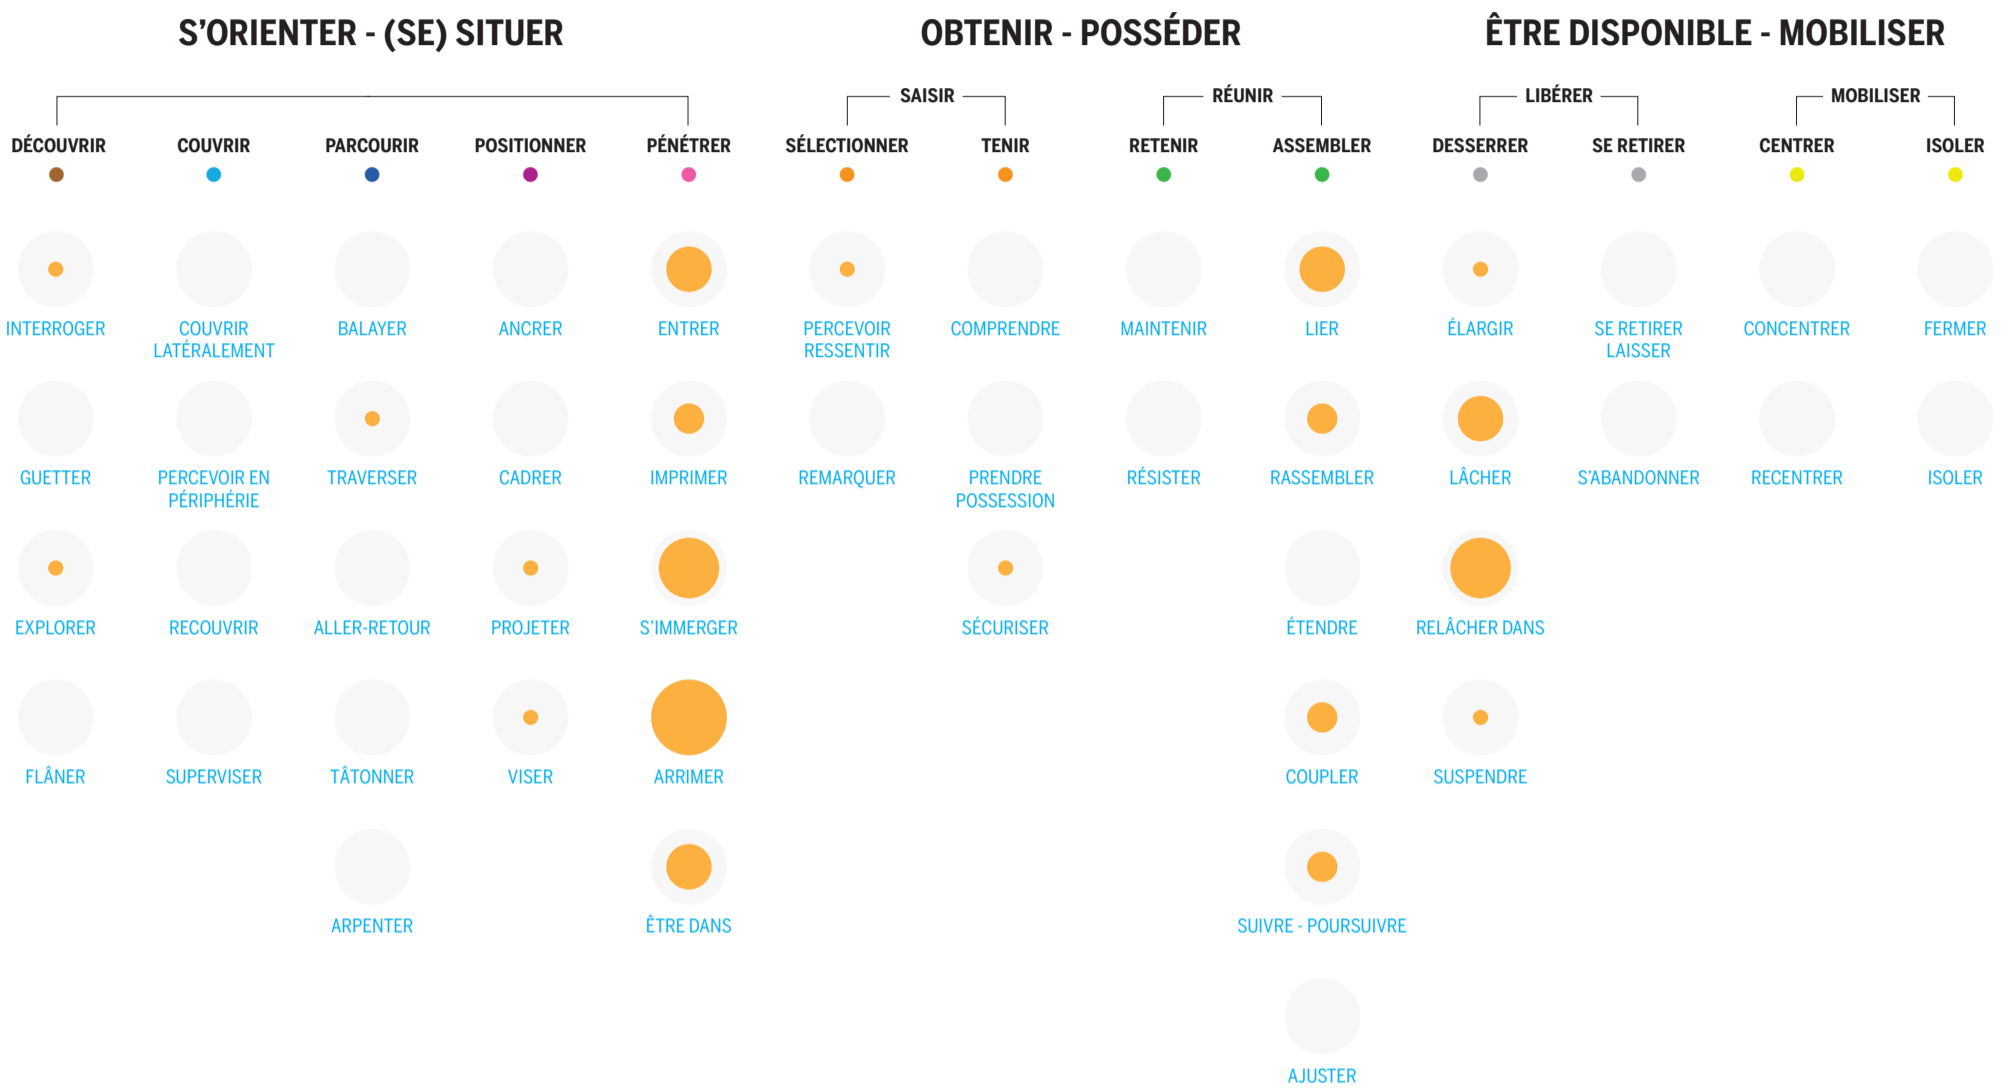 S’ORIENTER - (SE) SITUER
OBTENIR - POSSÉDER
ÊTRE DISPONIBLE - MOBILISER
SAISIR
RÉUNIR
LIBÉRER
MOBILISER
DÉCOUVRIR
COUVRIR
PARCOURIR
POSITIONNER
PÉNÉTRER
SÉLECTIONNER
TENIR
RETENIR
ASSEMBLER
DESSERRER
SE RETIRER
CENTRER
ISOLER
INTERROGER
COUVRIR
LATÉRALEMENT
BALAYER
ANCRER
ENTRER
PERCEVOIR
RESSENTIR
COMPRENDRE
MAINTENIR
LIER
ÉLARGIR
SE RETIRER
LAISSER
CONCENTRER
FERMER
GUETTER
PERCEVOIR EN
PÉRIPHÉRIE
TRAVERSER
CADRER
IMPRIMER
REMARQUER
PRENDRE
POSSESSION
RÉSISTER
RASSEMBLER
LÂCHER
S’ABANDONNER
RECENTRER
ISOLER
EXPLORER
RECOUVRIR
ALLER-RETOUR
PROJETER
S’IMMERGER
SÉCURISER
ÉTENDRE
RELÂCHER DANS
FLÂNER
SUPERVISER
TÂTONNER
VISER
ARRIMER
COUPLER
SUSPENDRE
ARPENTER
ÊTRE DANS
SUIVRE - POURSUIVRE
AJUSTER